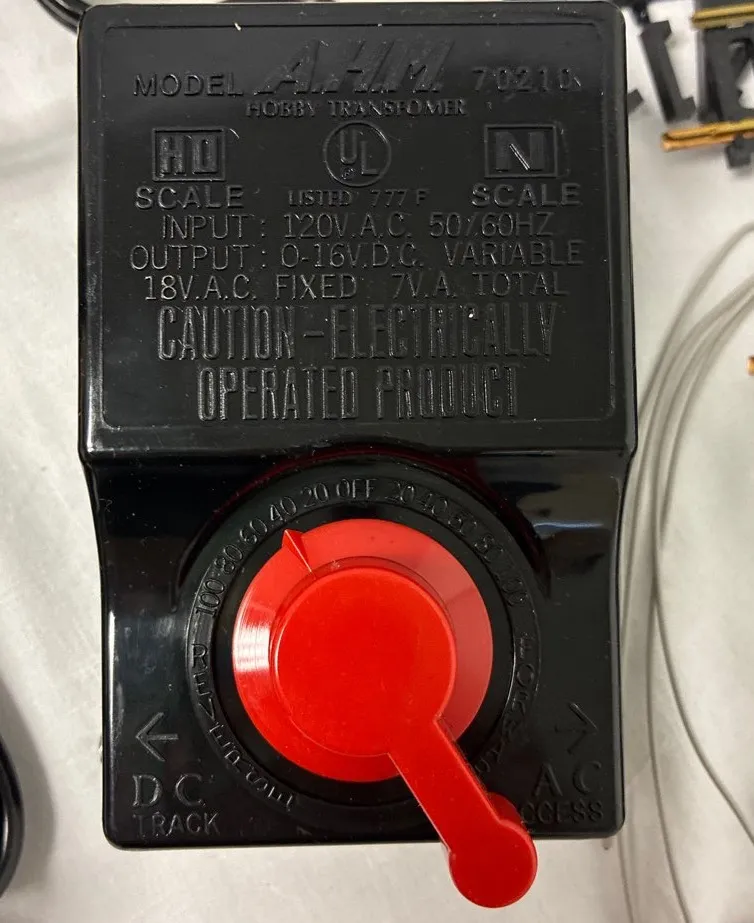 MODEL A.H.M. 70210
HOBBY TRANSFOMER
HO UL N
SCALE LISTED 777 F SCALE
INPUT: 120V.A.C. 50/60HZ
OUTPUT: 0-16V.D.C. VARIABLE
18V.A.C. FIXED 7V.A. TOTAL
CAUTION-ELECTRICALLY
OPERATED PRODUCT
100 80 60 40 20 OFF 20 40 60 80 100
REVERSE
← →
DC AC
TRACK